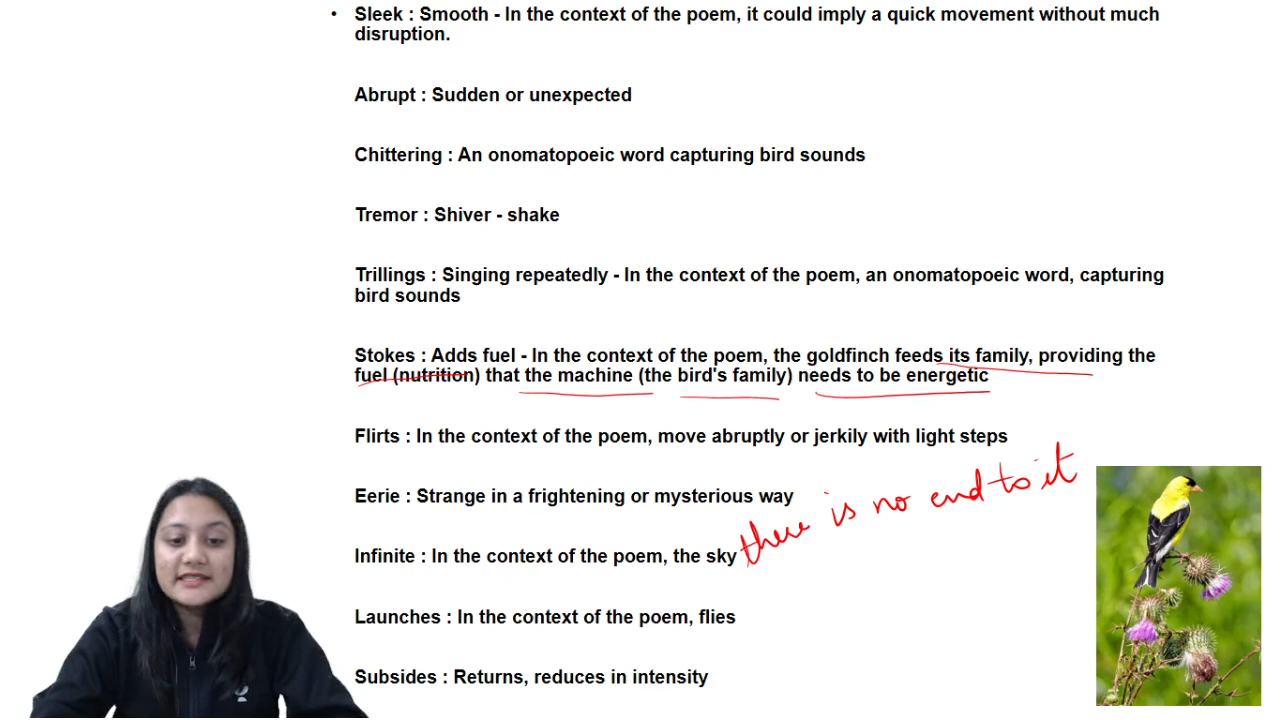 • Sleek : Smooth - In the context of the poem, it could imply a quick movement without much
disruption.
Abrupt : Sudden or unexpected
Chittering : An onomatopoeic word capturing bird sounds
Tremor : Shiver - shake
Trillings : Singing repeatedly - In the context of the poem, an onomatopoeic word, capturing
bird sounds
Stokes : Adds fuel - In the context of the poem, the goldfinch feeds its family, providing the
fuel (nutrition) that the machine (the bird's family) needs to be energetic
Flirts : In the context of the poem, move abruptly or jerkily with light steps
Eerie : Strange in a frightening or mysterious way
Infinite : In the context of the poem, the sky there is no end to it
Launches : In the context of the poem, flies
Subsides : Returns, reduces in intensity